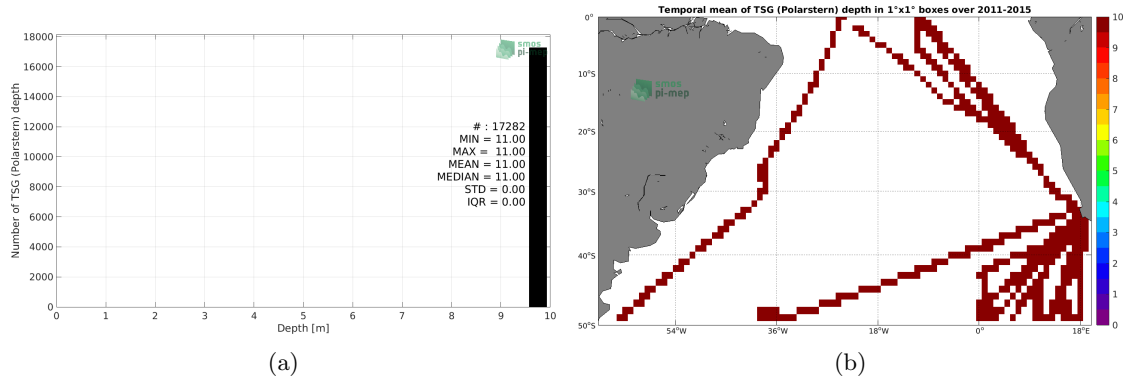 18000
16000
14000
12000
10000
8000
6000
4000
2000
0
Number of TSG (Polarstern) depth
smos
pi-mep
# : 17282
MIN = 11.00
MAX = 11.00
MEAN = 11.00
MEDIAN = 11.00
STD = 0.00
IQR = 0.00
0 1 2 3 4 5 6 7 8 9 10
Depth [m]
(a)
Temporal mean of TSG (Polarstern) depth in 1°x1° boxes over 2011-2015
0°
10°S
20°S
30°S
40°S
50°S
smos
pi-mep
54°W 36°W 18°W 0° 18°E
10
9
8
7
6
5
4
3
2
1
0
(b)